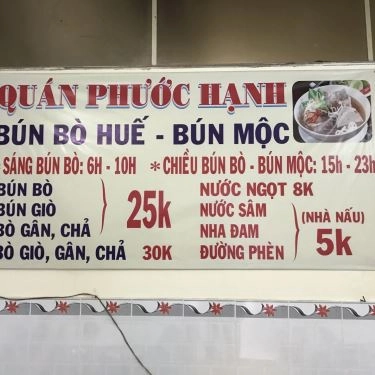 QUÁN PHƯỚC HẠNH
BÚN BÒ HUẾ - BÚN MỘC
* SÁNG BÚN BÒ: 6H - 10H * CHIỀU BÚN BÒ - BÚN MỘC: 15h - 23h
BÚN BÒ
BÚN GIÒ
BÒ GÂN, CHẢ
25k
BÒ GIÒ, GÂN, CHẢ 30K
NƯỚC NGỌT 8K
NƯỚC SÂM
NHA ĐAM
ĐƯỜNG PHÈN
(NHÀ NẤU)
5k